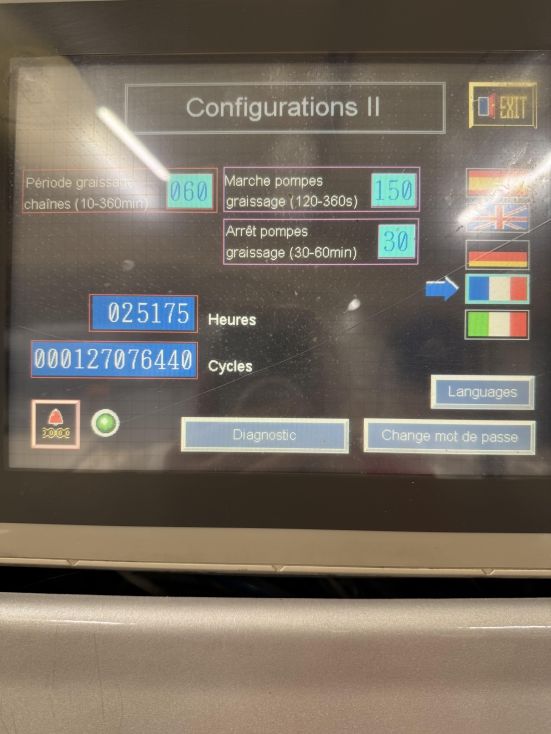 Configurations II
EXIT
Période graissage
chaînes (10-360min)
060
Marche pompes
graissage (120-360s)
150
Arrêt pompes
graissage (30-60min)
30
025175
Heures
000127076440
Cycles
Languages
Diagnostic
Change mot de passe